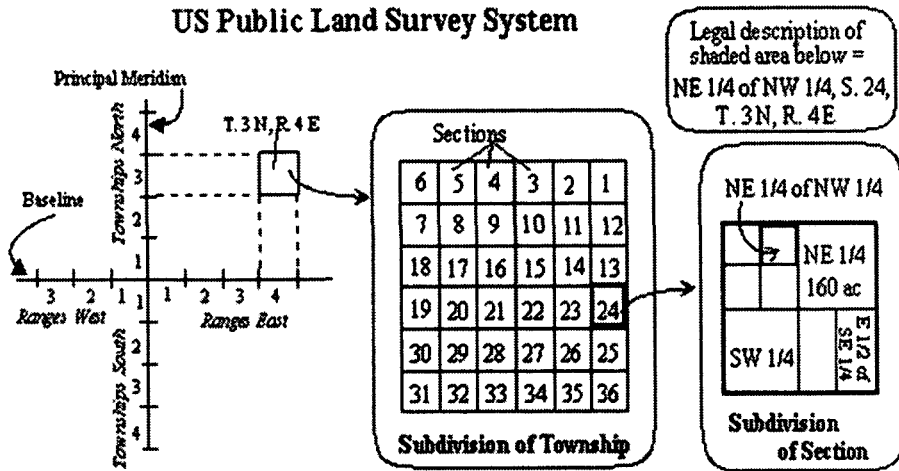 US Public Land Survey System
Legal description of
shaded area below =
NE 1/4 of NW 1/4, S. 24,
T. 3N, R. 4E
Principal Meridian
T. 3N, R. 4E
Townships North
4
3
2
1
Baseline
3 2 1 1 2 3 4
Ranges West
Ranges East
1
2
3
4
Townships South
Sections
6 5 4 3 2 1
7 8 9 10 11 12
18 17 16 15 14 13
19 20 21 22 23 24
30 29 28 27 26 25
31 32 33 34 35 36
Subdivision of Township
NE 1/4 of NW 1/4
NE 1/4
160 ac
SW 1/4
E 1/2 of
SE 1/4
Subdivision
of Section